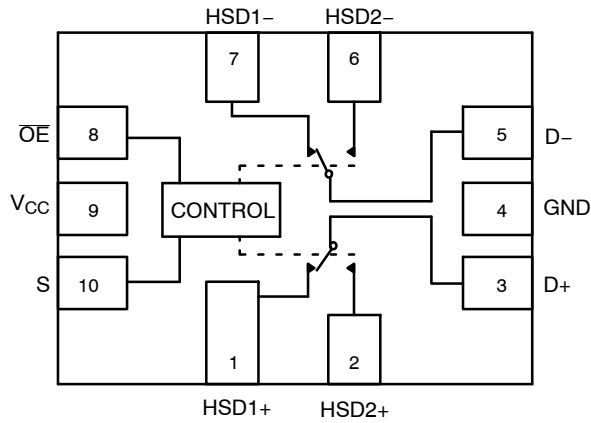 HSD1− HSD2−
7 6
OE 8 5 D−
VCC 9 CONTROL 4 GND
S 10 3 D+
1 2
HSD1+ HSD2+